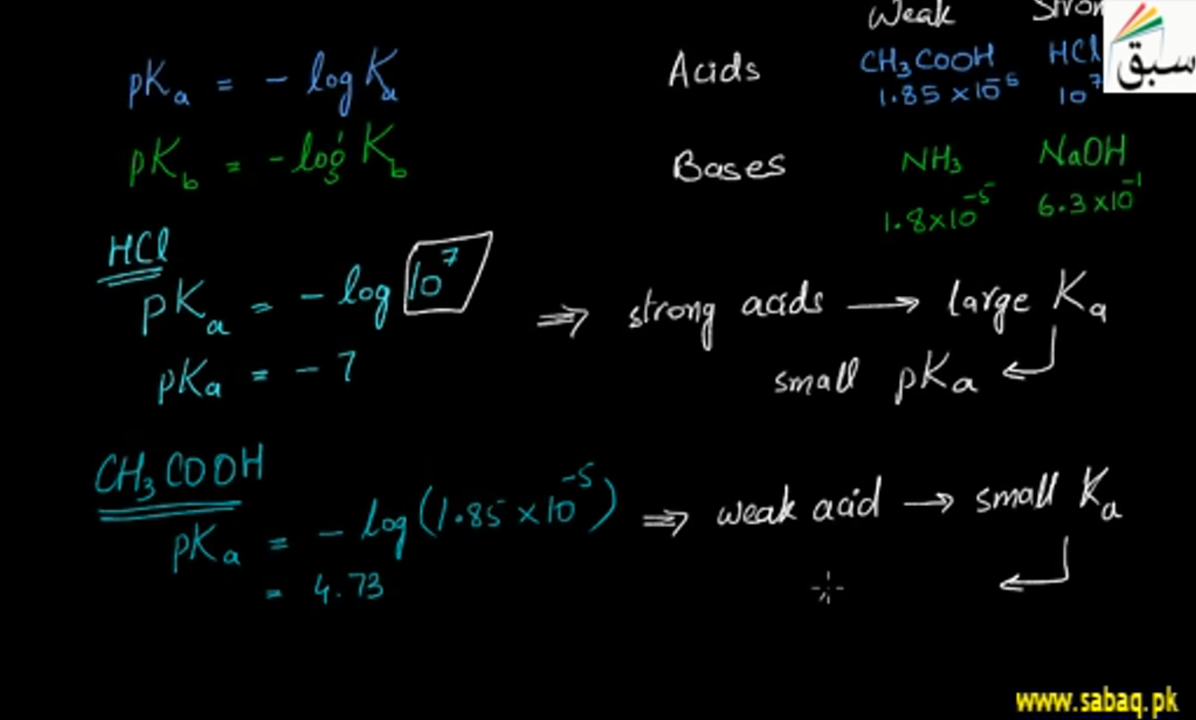 Weak Stron
سبق
pKa = - log Ka
Acids CH3COOH HCl
1.85 ×10^-5 10^7
pKb = - log Kb
Bases NH3 NaOH
1.8×10^-5 6.3×10^-1
HCl
pKa = - log 10^7 ⇒ strong acids → large Ka
pKa = - 7 small pKa ↵
CH3COOH
pKa = - log (1.85 ×10^-5) ⇒ weak acid → small Ka
= 4.73 ↵
www.sabaq.pk